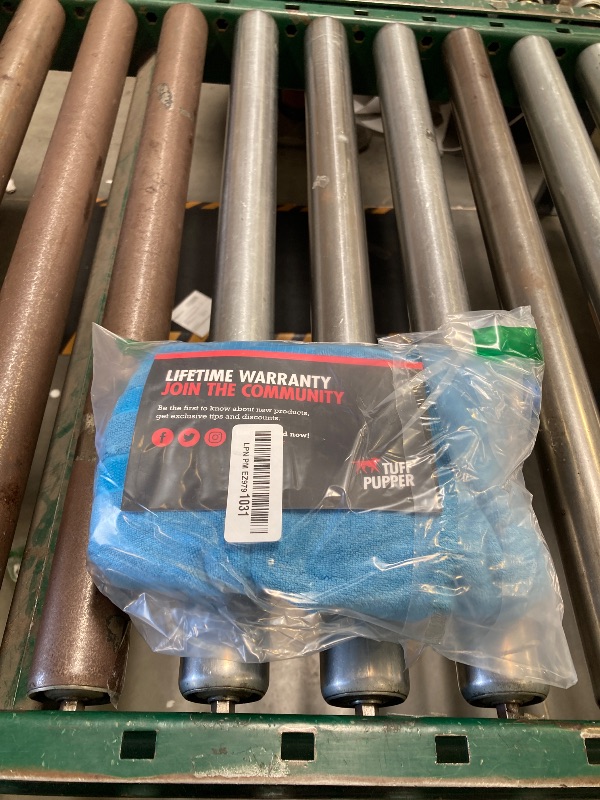 LIFETIME WARRANTY
JOIN THE COMMUNITY
Be the first to know about new products,
get exclusive tips and discounts.
d now!
LPN PM EZ9791031
TUFF
PUPPER